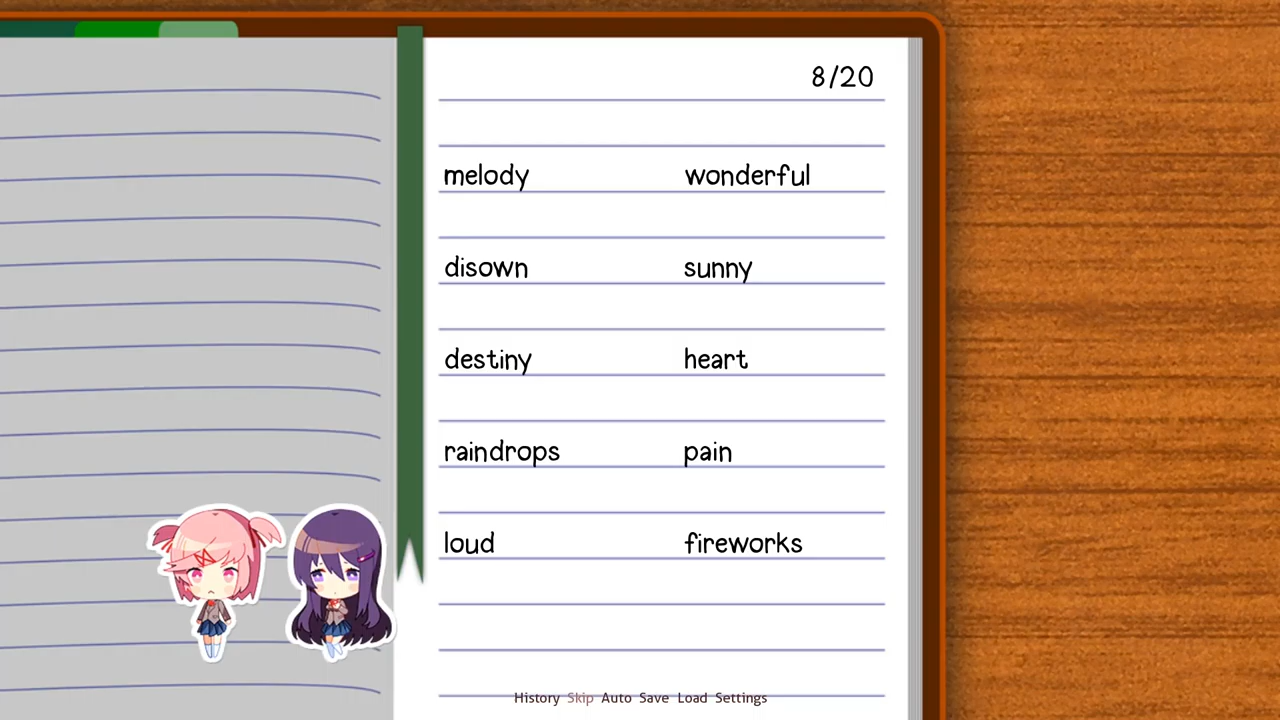 8/20
melody wonderful
disown sunny
destiny heart
raindrops pain
loud fireworks
History Skip Auto Save Load Settings